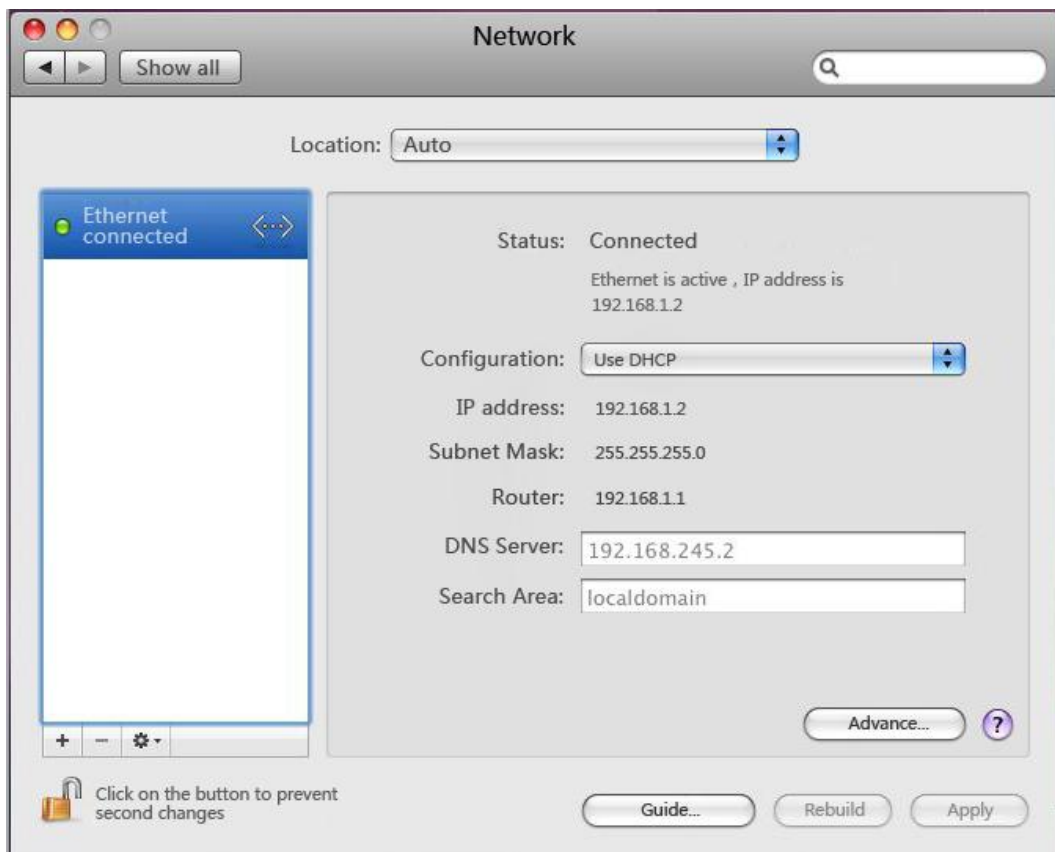 Network
Show all
Location: Auto
Ethernet
connected
Status: Connected
Ethernet is active , IP address is
192.168.1.2
Configuration: Use DHCP
IP address: 192.168.1.2
Subnet Mask: 255.255.255.0
Router: 192.168.1.1
DNS Server: 192.168.245.2
Search Area: localdomain
Advance... ?
Click on the button to prevent
second changes
Guide... Rebuild Apply